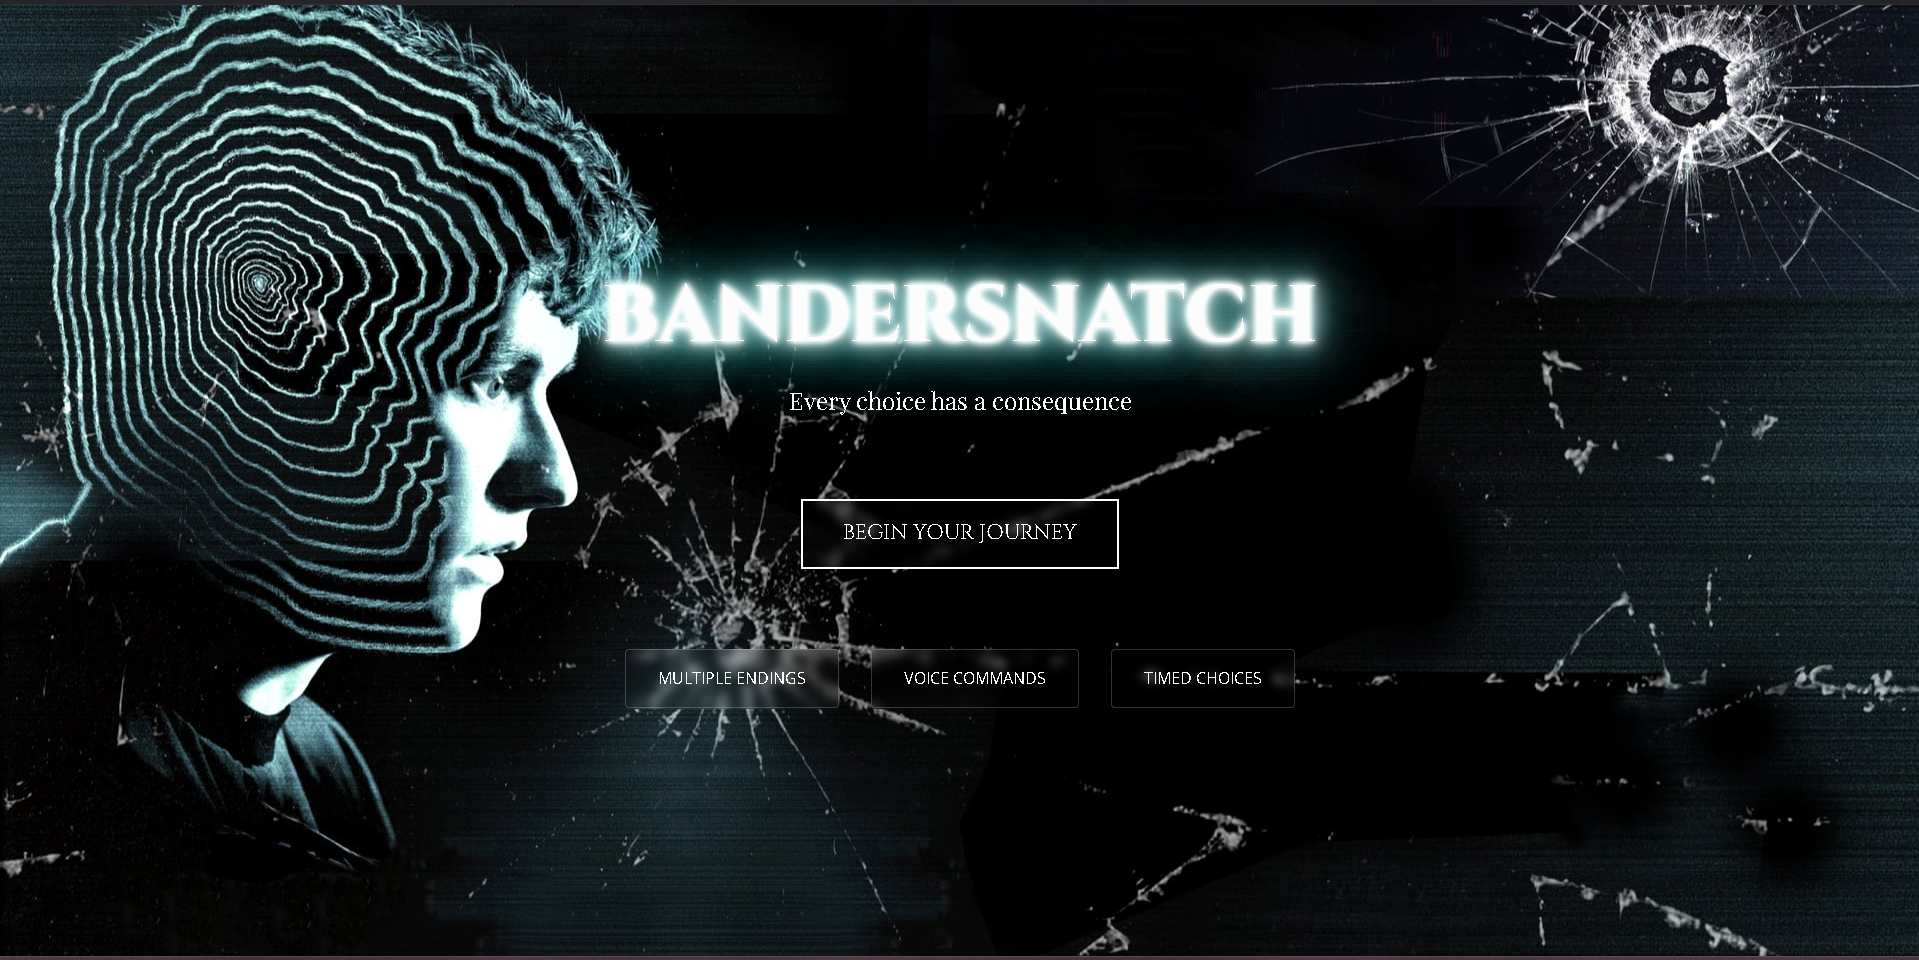 BANDERSNATCH
Every choice has a consequence
BEGIN YOUR JOURNEY
MULTIPLE ENDINGS
VOICE COMMANDS
TIMED CHOICES